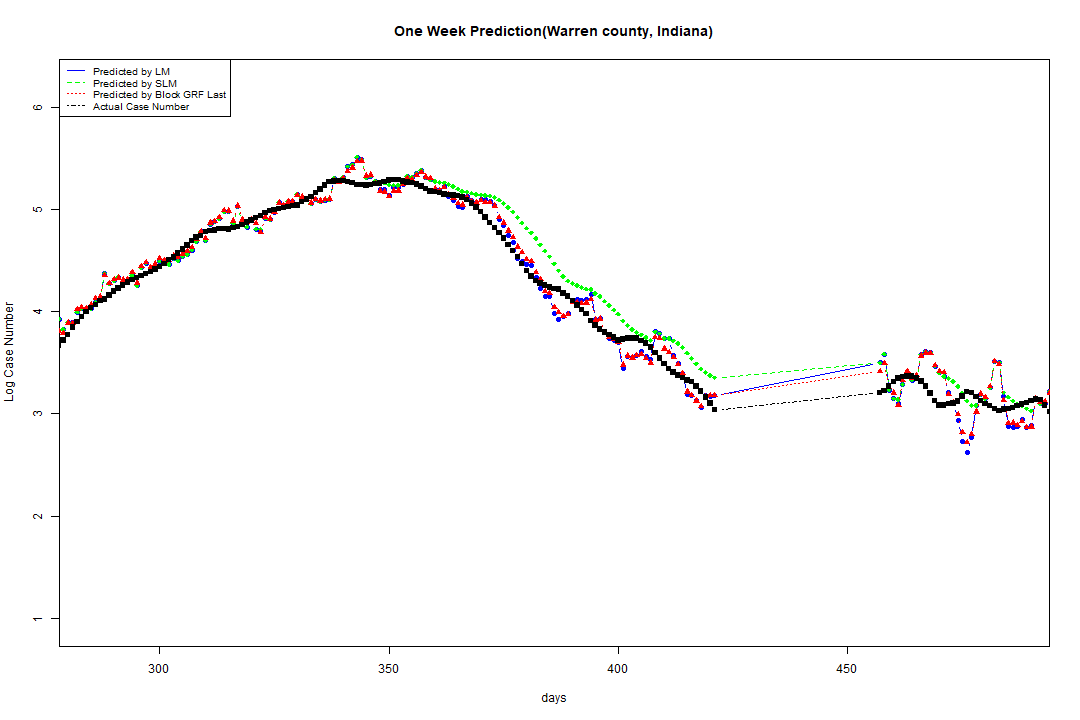 One Week Prediction(Warren county, Indiana)
Predicted by LM
Predicted by SLM
Predicted by Block GRF Last
Actual Case Number
6
5
4
3
2
1
Log Case Number
300
350
400
450
days